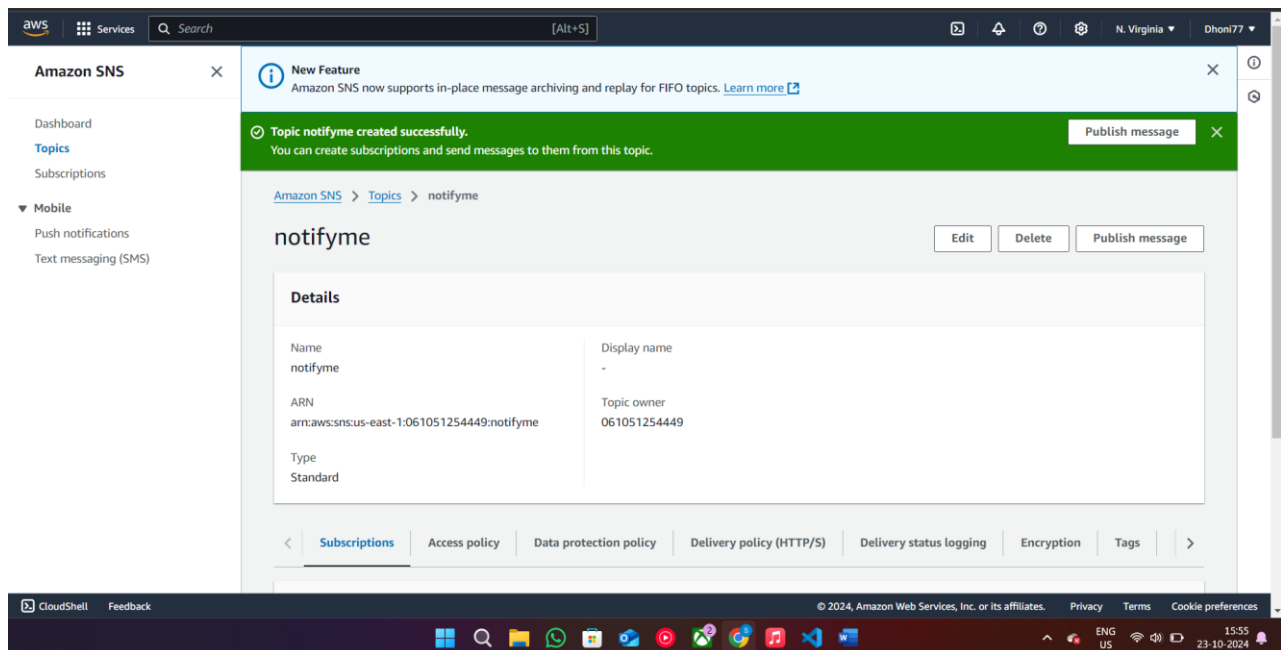 aws
Services
Search
[Alt+S]
N. Virginia
Dhoni77
Amazon SNS
Dashboard
Topics
Subscriptions
Mobile
Push notifications
Text messaging (SMS)
New Feature
Amazon SNS now supports in-place message archiving and replay for FIFO topics. Learn more
Topic notifyme created successfully.
You can create subscriptions and send messages to them from this topic.
Publish message
Amazon SNS > Topics > notifyme
notifyme
Edit
Delete
Publish message
Details
Name
notifyme
ARN
arn:aws:sns:us-east-1:061051254449:notifyme
Type
Standard
Display name
-
Topic owner
061051254449
Subscriptions
Access policy
Data protection policy
Delivery policy (HTTP/S)
Delivery status logging
Encryption
Tags
CloudShell
Feedback
© 2024, Amazon Web Services, Inc. or its affiliates.
Privacy
Terms
Cookie preferences
2
5
ENG
US
15:55
23-10-2024